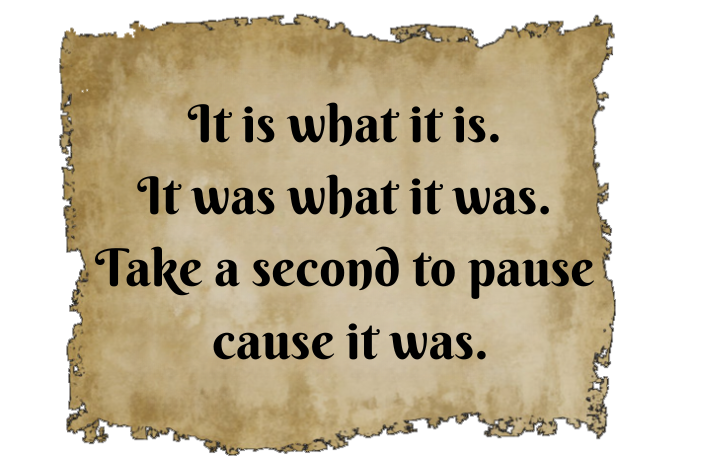 It is what it is.
It was what it was.
Take a second to pause
cause it was.